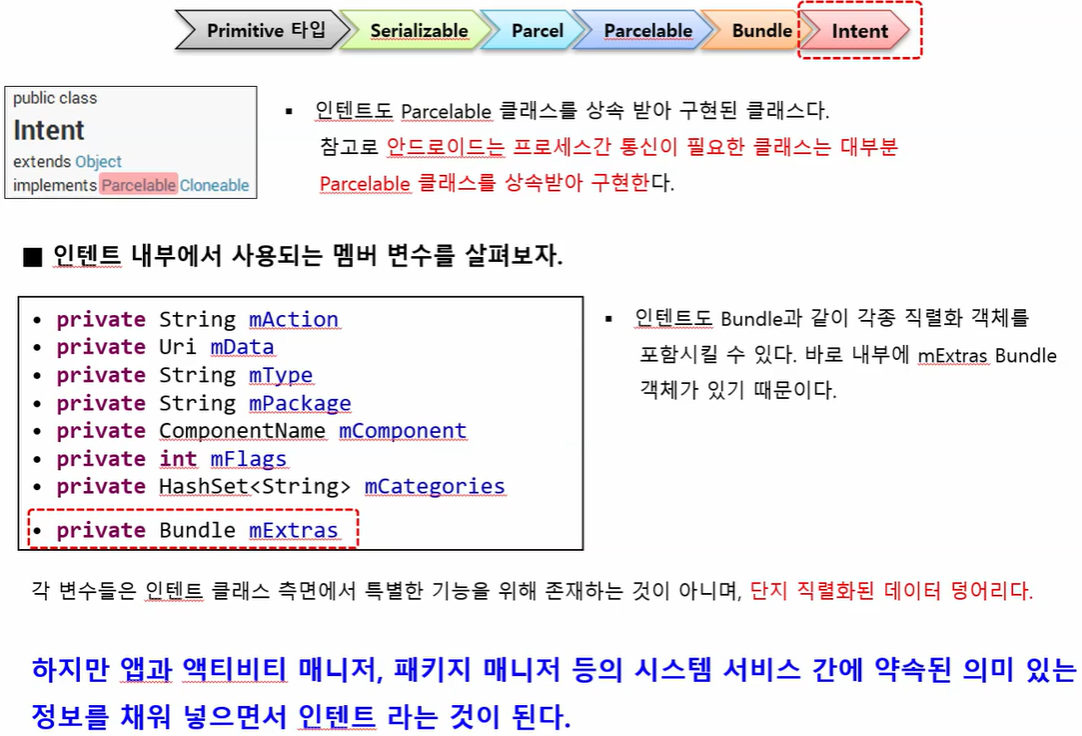 Primitive 타입 Serializable Parcel Parcelable Bundle Intent
public class
Intent
extends Object
implements Parcelable Cloneable
▪ 인텐트도 Parcelable 클래스를 상속 받아 구현된 클래스다.
참고로 안드로이드는 프로세스간 통신이 필요한 클래스는 대부분
Parcelable 클래스를 상속받아 구현한다.
■ 인텐트 내부에서 사용되는 멤버 변수를 살펴보자.
• private String mAction
• private Uri mData
• private String mType
• private String mPackage
• private ComponentName mComponent
• private int mFlags
• private HashSet<String> mCategories
• private Bundle mExtras
▪ 인텐트도 Bundle과 같이 각종 직렬화 객체를
포함시킬 수 있다. 바로 내부에 mExtras Bundle
객체가 있기 때문이다.
각 변수들은 인텐트 클래스 측면에서 특별한 기능을 위해 존재하는 것이 아니며, 단지 직렬화된 데이터 덩어리다.
하지만 앱과 액티비티 매니저, 패키지 매니저 등의 시스템 서비스 간에 약속된 의미 있는
정보를 채워 넣으면서 인텐트 라는 것이 된다.